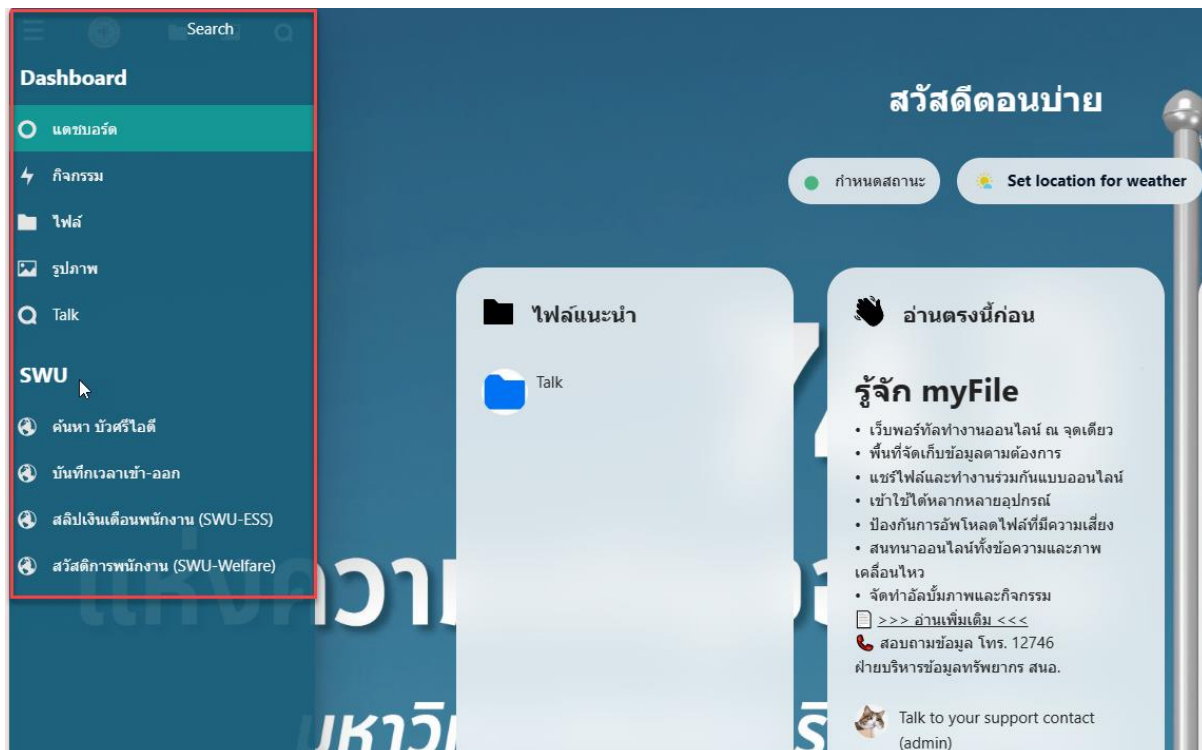 Search
Dashboard
แดชบอร์ด
กิจกรรม
ไฟล์
รูปภาพ
Talk
SWU
ค้นหา บัวศรีไอดี
บันทึกเวลาเข้า-ออก
สลิปเงินเดือนพนักงาน (SWU-ESS)
สวัสดิการพนักงาน (SWU-Welfare)
สวัสดีตอนบ่าย
กำหนดสถานะ
Set location for weather
ไฟล์แนะนำ
Talk
อ่านตรงนี้ก่อน
รู้จัก myFile
• เว็บพอร์ทัลทำงานออนไลน์ ณ จุดเดียว
• พื้นที่จัดเก็บข้อมูลตามต้องการ
• แชร์ไฟล์และทำงานร่วมกันแบบออนไลน์
• เข้าใช้ได้หลากหลายอุปกรณ์
• ป้องกันการอัพโหลดไฟล์ที่มีความเสี่ยง
• สนทนาออนไลน์ทั้งข้อความและภาพ
เคลื่อนไหว
• จัดทำอัลบั้มภาพและกิจกรรม
>>> อ่านเพิ่มเติม <<<
สอบถามข้อมูล โทร. 12746
ฝ่ายบริหารข้อมูลทรัพยากร สนอ.
Talk to your support contact
(admin)